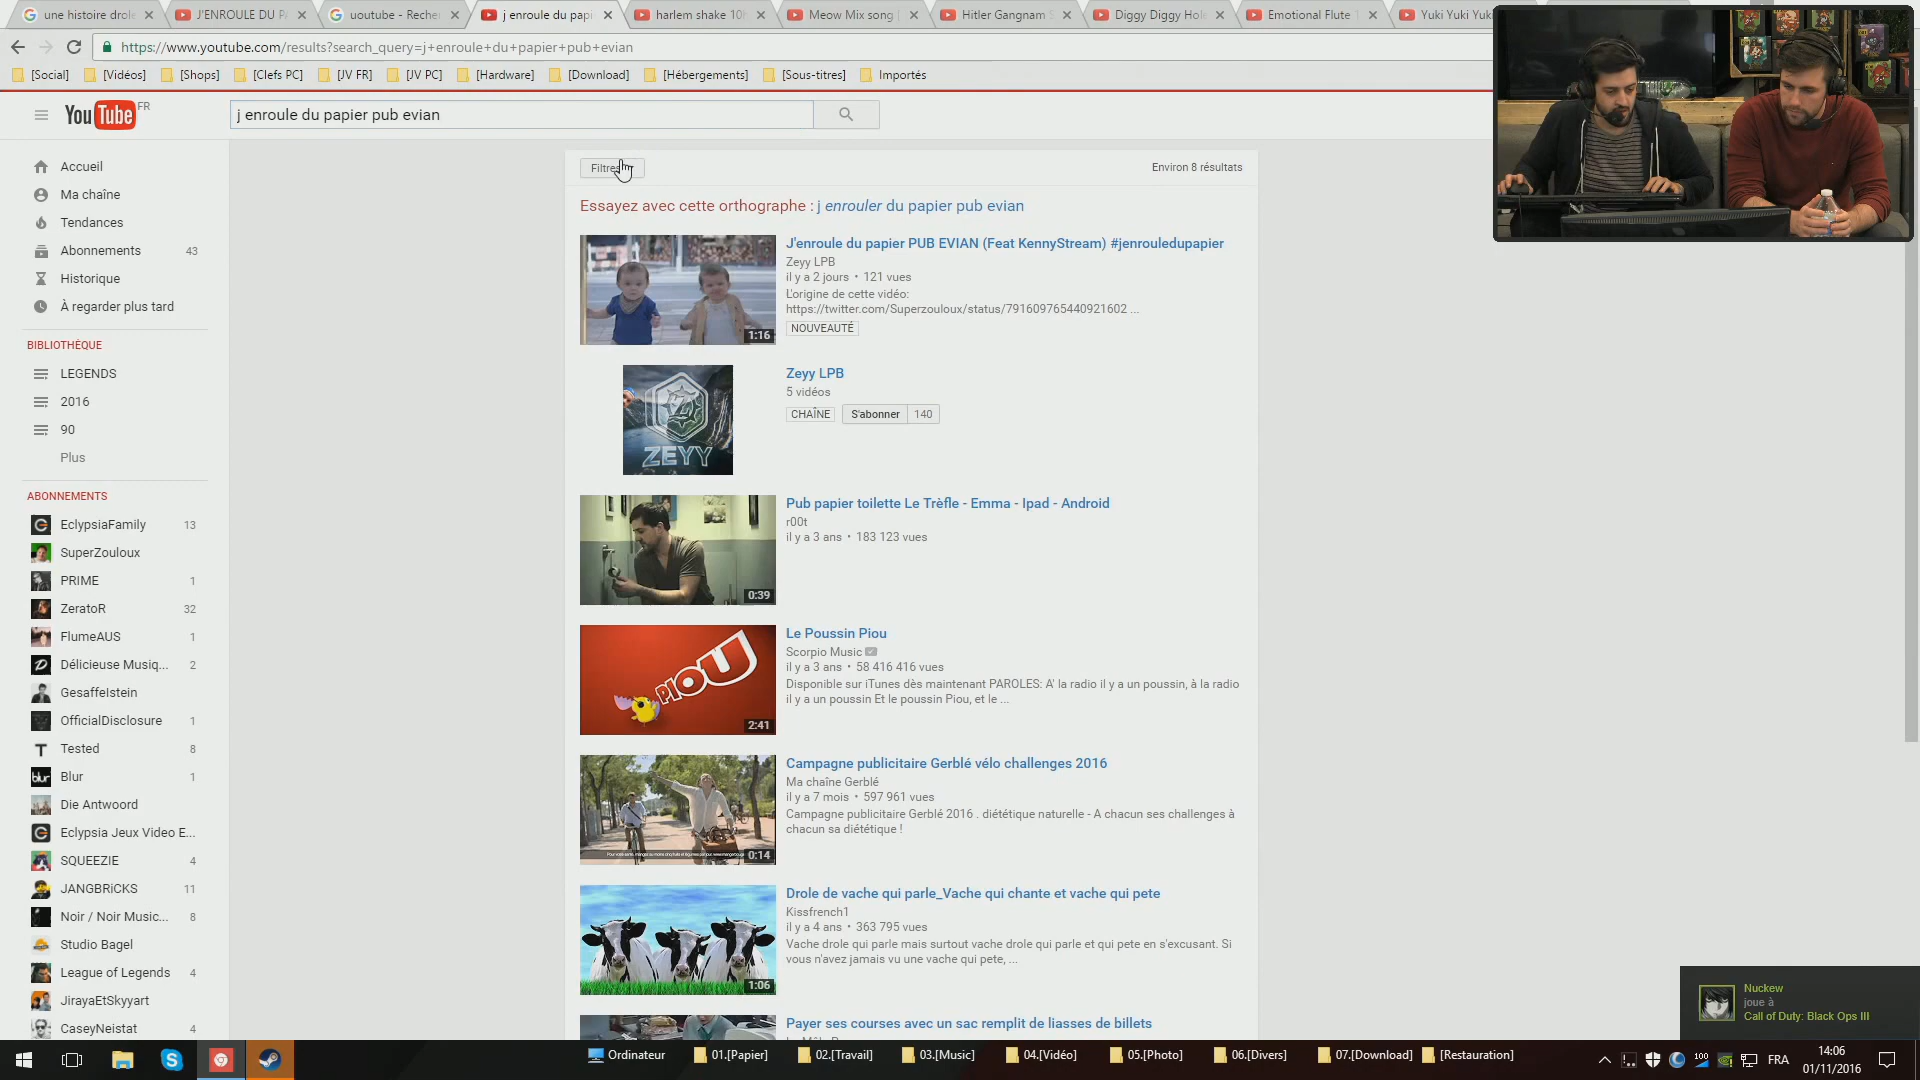 une histoire drole
J'ENROULE DU PA
uoutube - Recher
j enroule du papi
harlem shake 10h
Meow Mix song |
Hitler Gangnam S
Diggy Diggy Hole
Emotional Flute 1
Yuki Yuki Yuki
https://www.youtube.com/results?search_query=j+enroule+du+papier+pub+evian
[Social]
[Vidéos]
[Shops]
[Clefs PC]
[JV FR]
[JV PC]
[Hardware]
[Download]
[Hébergements]
[Sous-titres]
Importés
YouTube FR
j enroule du papier pub evian
Accueil
Ma chaîne
Tendances
Abonnements 43
Historique
À regarder plus tard
BIBLIOTHÈQUE
LEGENDS
2016
90
Plus
ABONNEMENTS
EclypsiaFamily 13
SuperZouloux
PRIME 1
ZeratoR 32
FlumeAUS 1
Délicieuse Musiq... 2
Gesaffelstein
OfficialDisclosure 1
Tested 8
Blur 1
Die Antwoord
Eclypsia Jeux Video E...
SQUEEZIE 4
JANGBRiCKS 11
Noir / Noir Music... 8
Studio Bagel
League of Legends 4
JirayaEtSkyyart
CaseyNeistat 4
Filtres
Environ 8 résultats
Essayez avec cette orthographe : j enrouler du papier pub evian
J'enroule du papier PUB EVIAN (Feat KennyStream) #jenrouledupapier
Zeyy LPB
il y a 2 jours • 121 vues
L'origine de cette vidéo:
https://twitter.com/Superzouloux/status/791609765440921602 ...
NOUVEAUTÉ
1:16
ZEYY
Zeyy LPB
5 vidéos
CHAÎNE
S'abonner 140
Pub papier toilette Le Trèfle - Emma - Ipad - Android
r00t
il y a 3 ans • 183 123 vues
0:39
PIOU
Le Poussin Piou
Scorpio Music
il y a 3 ans • 58 416 416 vues
Disponible sur iTunes dès maintenant PAROLES: A' la radio il y a un poussin, à la radio
il y a un poussin Et le poussin Piou, et le ...
2:41
Campagne publicitaire Gerblé vélo challenges 2016
Ma chaîne Gerblé
il y a 7 mois • 597 961 vues
Campagne publicitaire Gerblé 2016 . diététique naturelle - A chacun ses challenges à
chacun sa diététique !
0:14
Drole de vache qui parle_Vache qui chante et vache qui pete
Kissfrench1
il y a 4 ans • 363 795 vues
Vache drole qui parle mais surtout vache drole qui parle et qui pete en s'excusant. Si
vous n'avez jamais vu une vache qui pete, ...
1:06
Payer ses courses avec un sac remplit de liasses de billets
Nuckew
joue à
Call of Duty: Black Ops III
Ordinateur
01.[Papier]
02.[Travail]
03.[Music]
04.[Vidéo]
05.[Photo]
06.[Divers]
07.[Download]
[Restauration]
100
FRA
14:06
01/11/2016